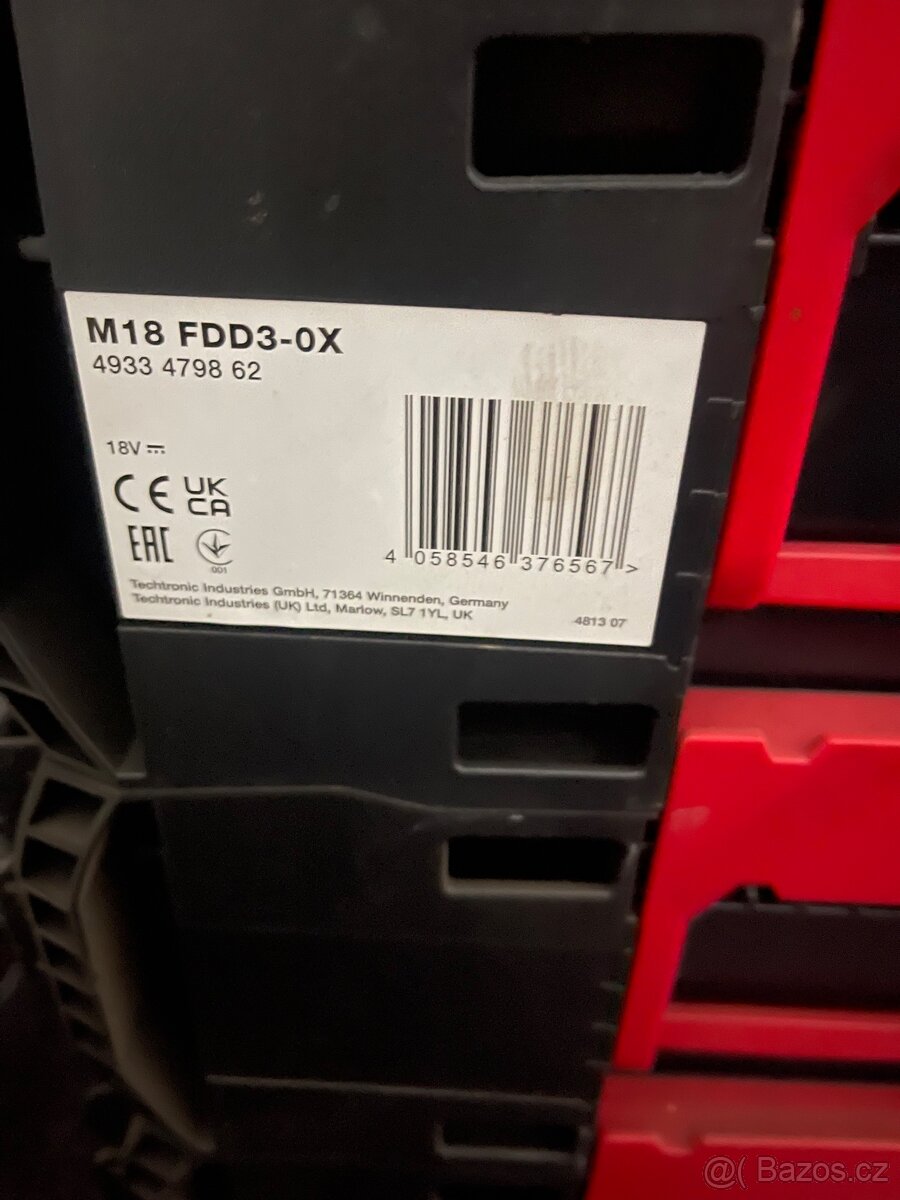 M18 FDD3-0X
4933 4798 62
18V
CE UK CA
EAC
001
4 058546 376567 >
Techtronic Industries GmbH, 71364 Winnenden, Germany
Techtronic Industries (UK) Ltd, Marlow, SL7 1YL, UK
4813 07
@( Bazos.cz